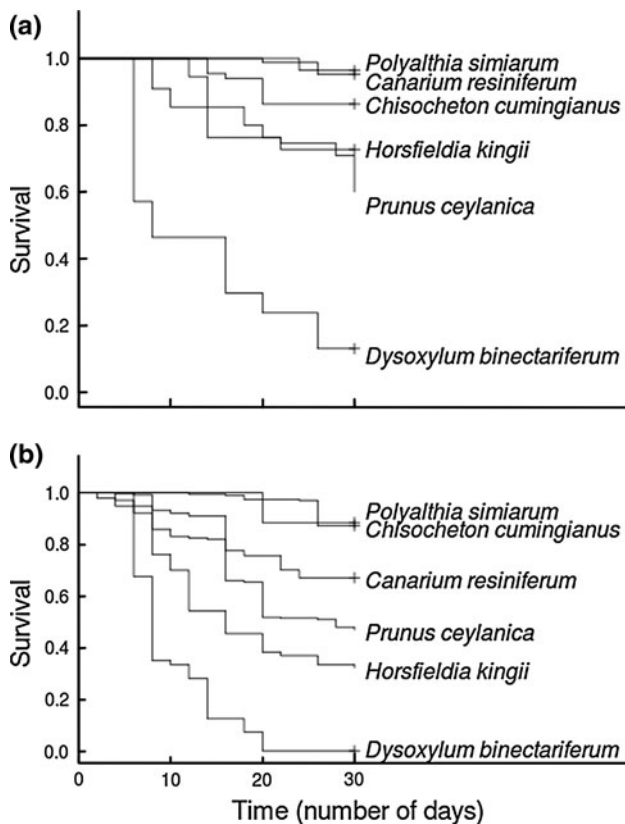 (a)
1.0
0.8
0.6
0.4
0.2
0.0
Survival
Polyalthia simiarum
Canarium resiniferum
Chisocheton cumingianus
Horsfieldia kingii
Prunus ceylanica
Dysoxylum binectariferum
(b)
1.0
0.8
0.6
0.4
0.2
0.0
Survival
Polyalthia simiarum
Chisocheton cumingianus
Canarium resiniferum
Prunus ceylanica
Horsfieldia kingii
Dysoxylum binectariferum
0 10 20 30
Time (number of days)